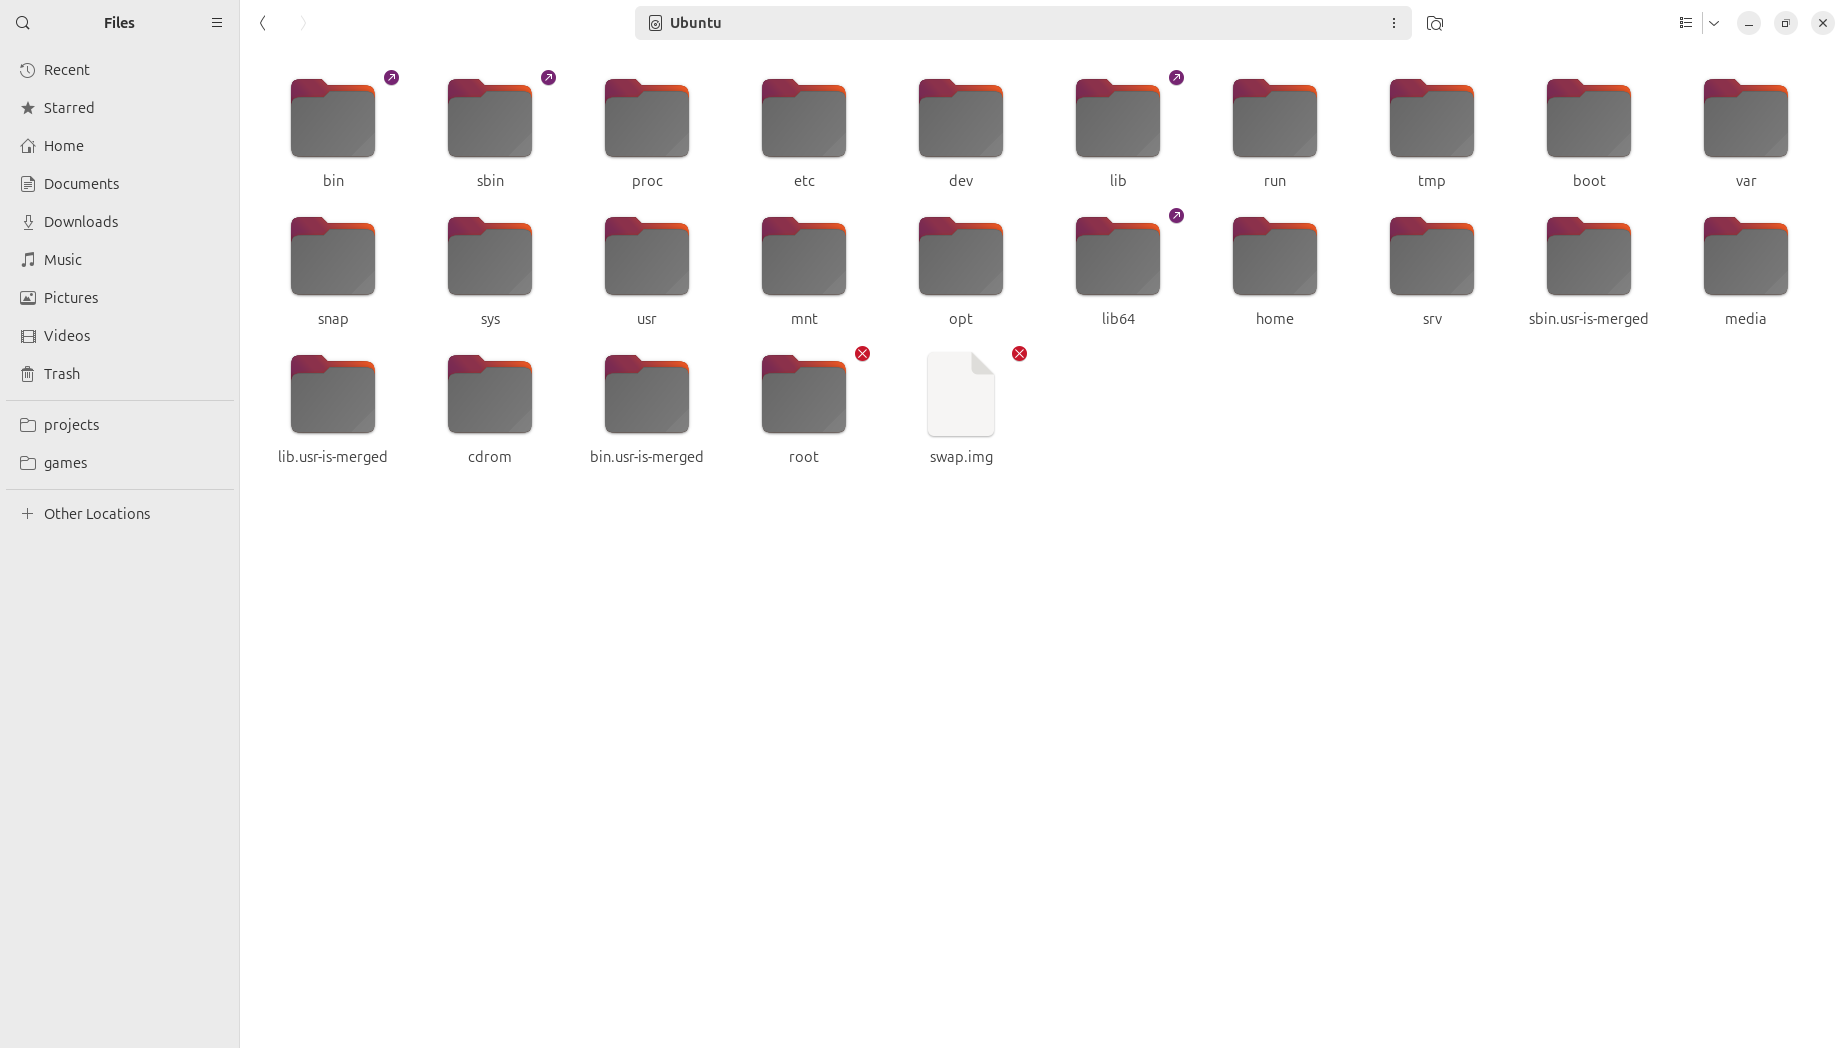 Files
Ubuntu
Recent
Starred
Home
Documents
Downloads
Music
Pictures
Videos
Trash
projects
games
Other Locations
bin sbin proc etc dev lib run tmp boot var
snap sys usr mnt opt lib64 home srv sbin.usr-is-merged media
lib.usr-is-merged cdrom bin.usr-is-merged root swap.img